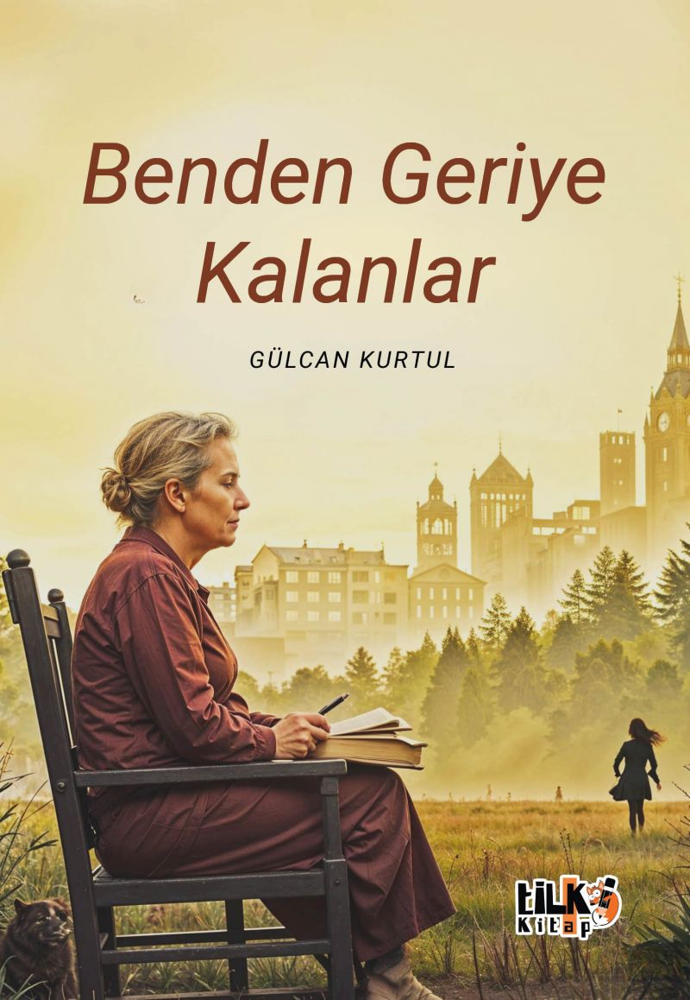 Benden Geriye
Kalanlar
GÜLCAN KURTUL
tilki
Kitap